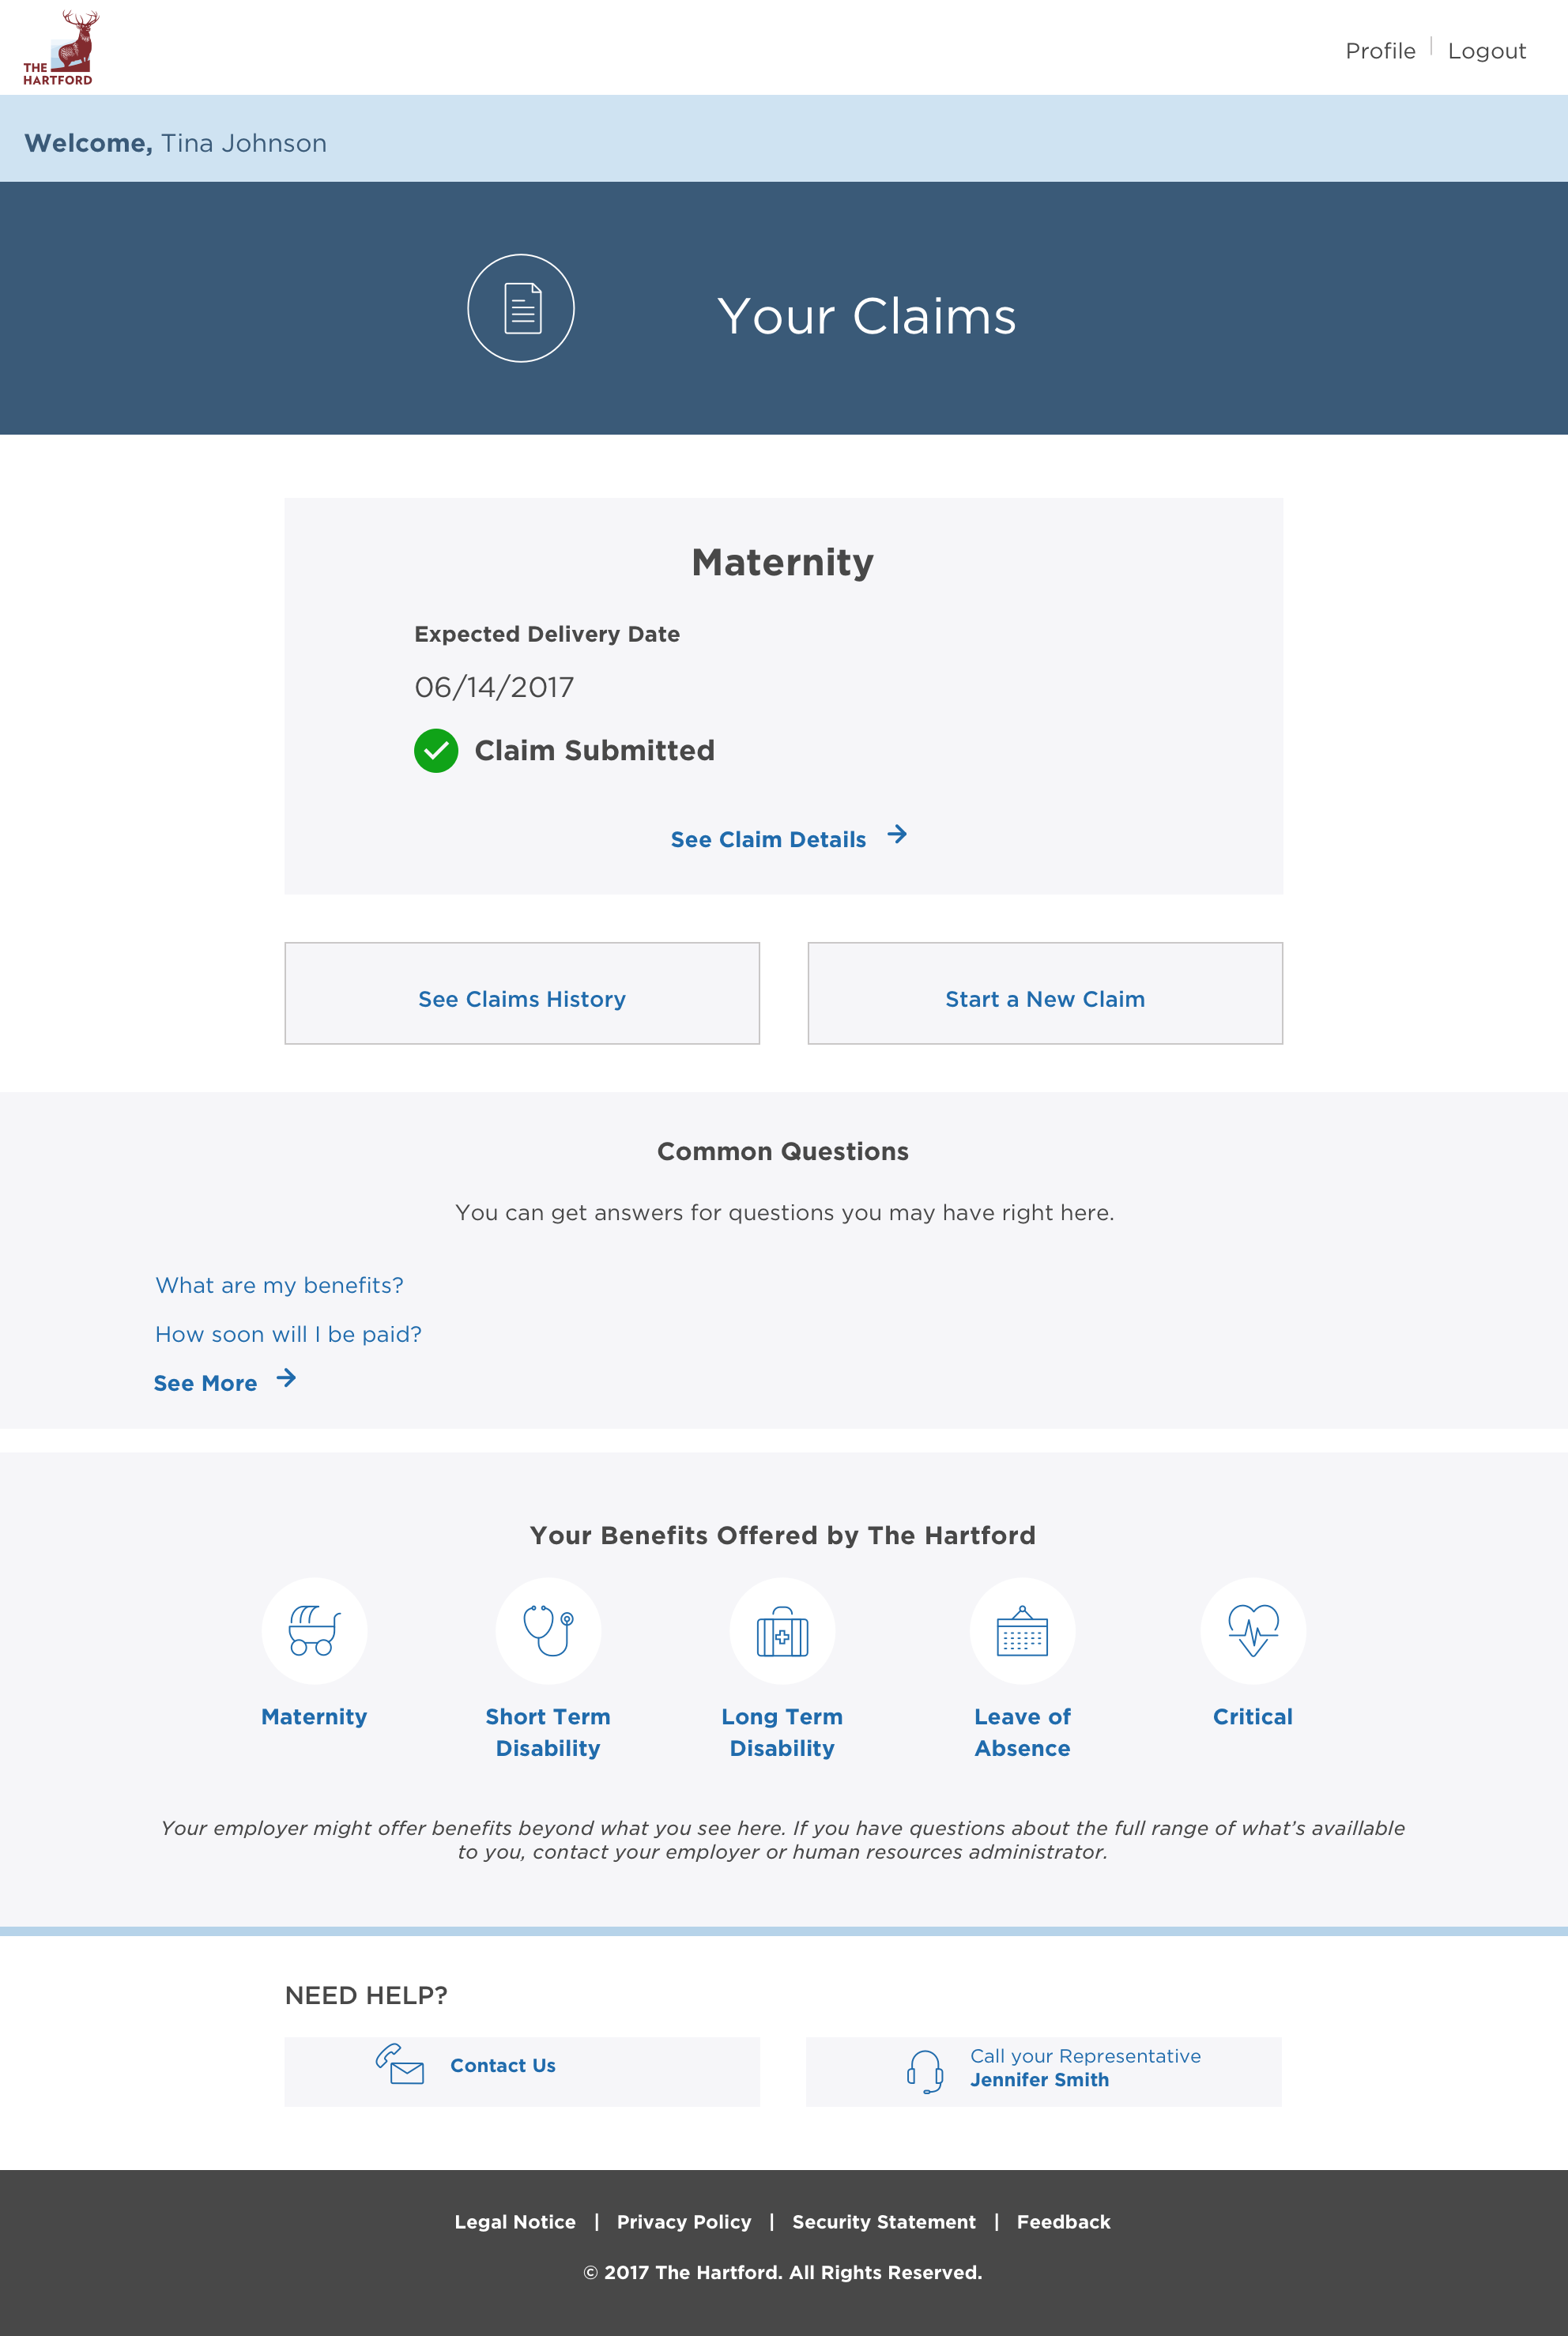 THE
HARTFORD
Profile
Logout
Welcome, Tina Johnson
Your Claims
Maternity
Expected Delivery Date
06/14/2017
Claim Submitted
See Claim Details
See Claims History
Start a New Claim
Common Questions
You can get answers for questions you may have right here.
What are my benefits?
How soon will I be paid?
See More
Your Benefits Offered by The Hartford
Maternity
Short Term
Disability
Long Term
Disability
Leave of
Absence
Critical
Your employer might offer benefits beyond what you see here. If you have questions about the full range of what’s availlable
to you, contact your employer or human resources administrator.
NEED HELP?
Contact Us
Call your Representative
Jennifer Smith
Legal Notice | Privacy Policy | Security Statement | Feedback
© 2017 The Hartford. All Rights Reserved.